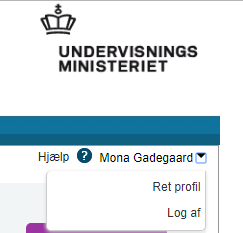 UNDERVISNINGS
MINISTERIET
Hjælp ? Mona Gadegaard
Ret profil
Log af